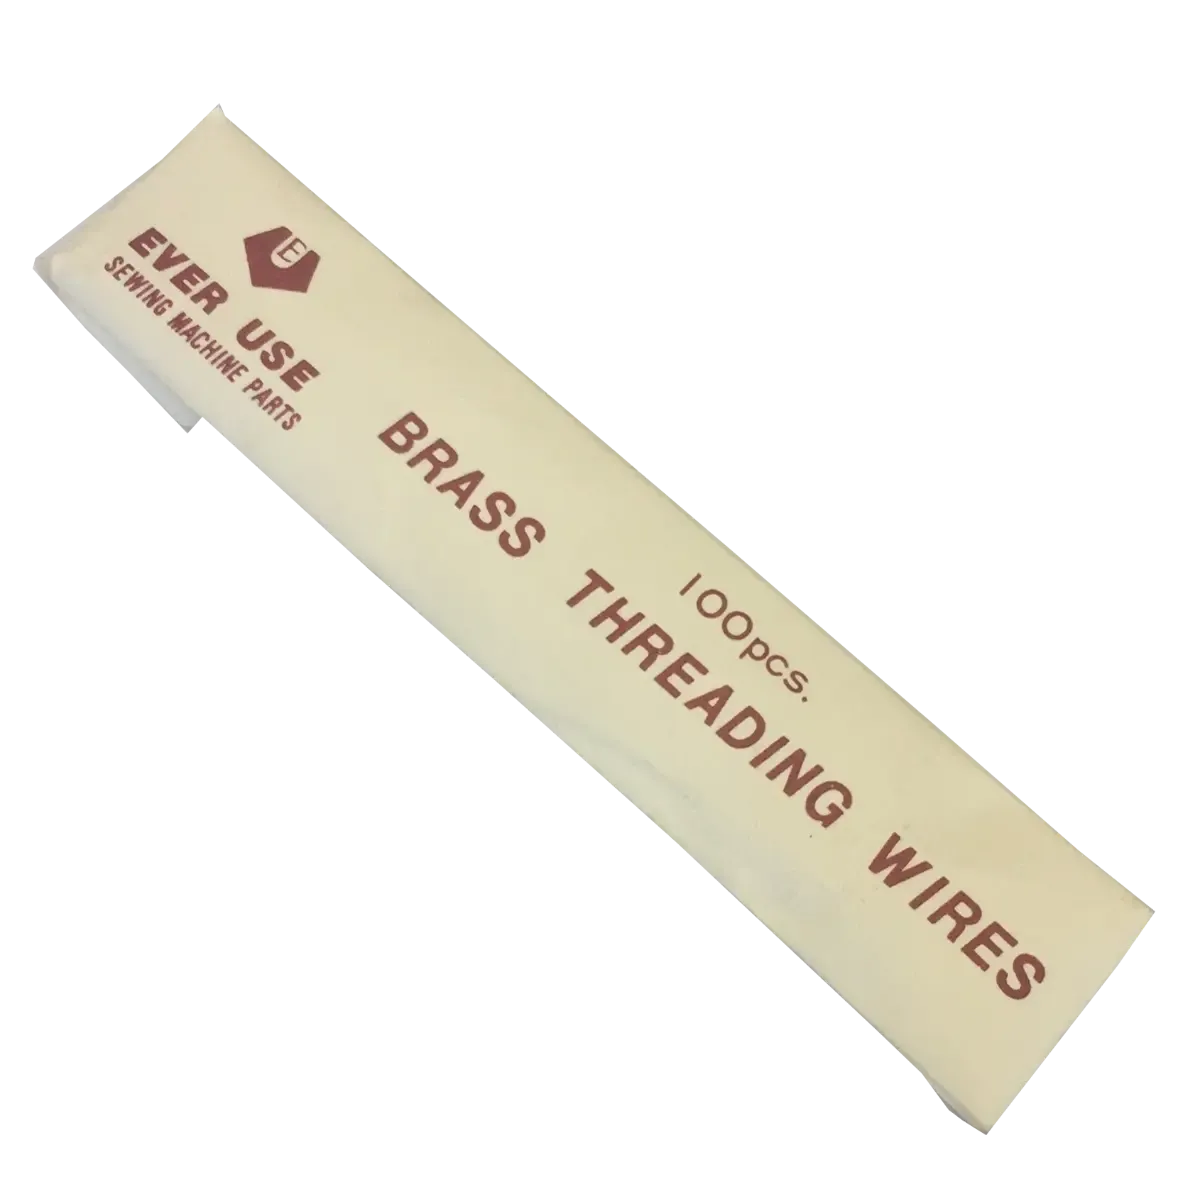 E
EVER USE
SEWING MACHINE PARTS
100pcs.
BRASS THREADING WIRES